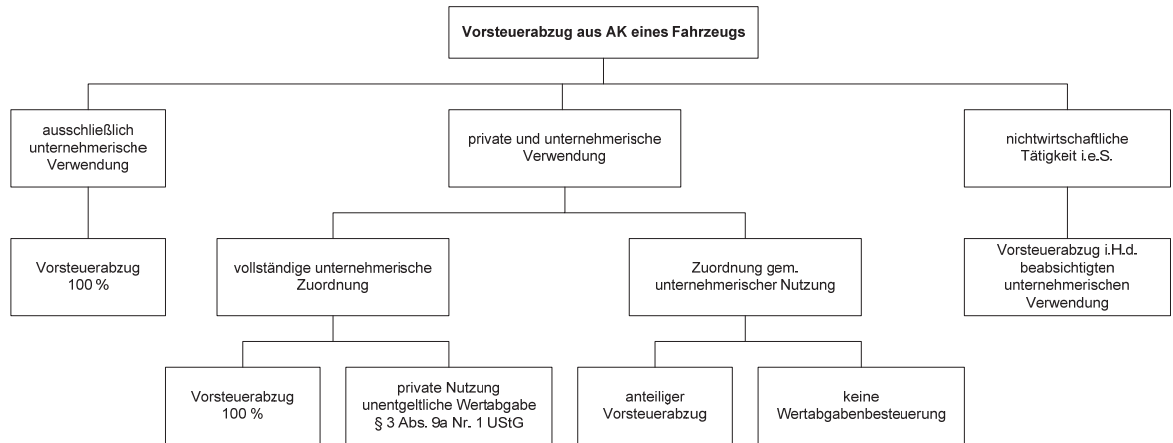 Vorsteuerabzug aus AK eines Fahrzeugs
ausschließlich
unternehmerische
Verwendung
private und unternehmerische
Verwendung
nichtwirtschaftliche
Tätigkeit i.e.S.
Vorsteuerabzug
100 %
vollständige unternehmerische
Zuordnung
Zuordnung gem.
unternehmerischer Nutzung
Vorsteuerabzug i.H.d.
beabsichtigten
unternehmerischen
Verwendung
Vorsteuerabzug
100 %
private Nutzung
unentgeltliche Wertabgabe
§ 3 Abs. 9a Nr. 1 UStG
anteiliger
Vorsteuerabzug
keine
Wertabgabenbesteuerung